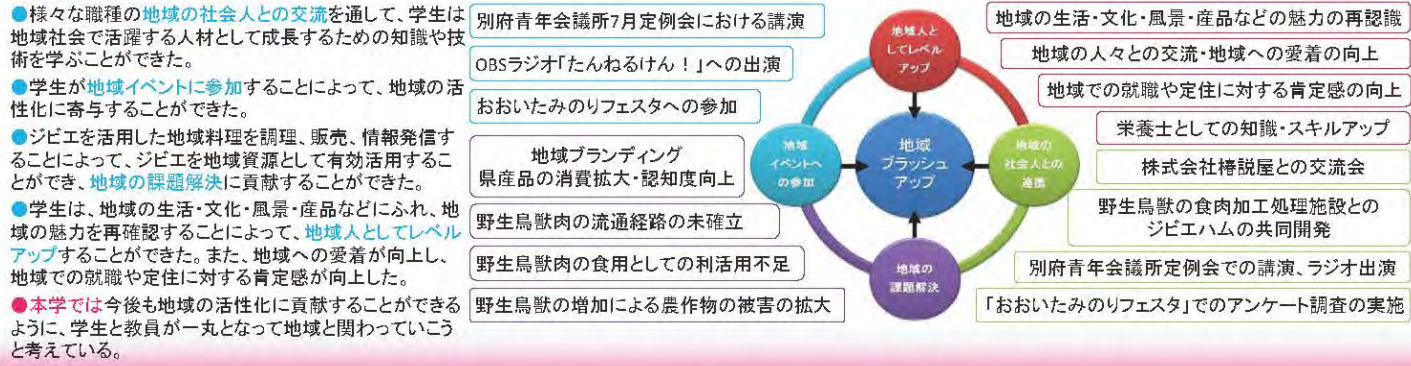 ●様々な職種の地域の社会人との交流を通して、学生は
地域社会で活躍する人材として成長するための知識や技
術を学ぶことができた。
●学生が地域イベントに参加することによって、地域の活
性化に寄与することができた。
●ジビエを活用した地域料理を調理、販売、情報発信す
ることによって、ジビエを地域資源として有効活用するこ
とができ、地域の課題解決に貢献することができた。
●学生は、地域の生活・文化・風景・産品などにふれ、地
域の魅力を再確認することによって、地域人としてレベル
アップすることができた。また、地域への愛着が向上し、
地域での就職や定住に対する肯定感が向上した。
●本学では今後も地域の活性化に貢献することができる
ように、学生と教員が一丸となって地域と関わっていこう
と考えている。
別府青年会議所7月定例会における講演
OBSラジオ「たんねるけん!」への出演
おおいたみのりフェスタへの参加
地域ブランディング
県産品の消費拡大・認知度向上
野生鳥獣肉の流通経路の未確立
野生鳥獣肉の食用としての利活用不足
野生鳥獣の増加による農作物の被害の拡大
地域人と
してレベル
アップ
地域
イベントへ
の参加
地域
ブラッシュ
アップ
地域の
社会人との
連携
地域の
課題解決
地域の生活・文化・風景・産品などの魅力の再認識
地域の人々との交流・地域への愛着の向上
地域での就職や定住に対する肯定感の向上
栄養士としての知識・スキルアップ
株式会社椿説屋との交流会
野生鳥獣の食肉加工処理施設との
ジビエハムの共同開発
別府青年会議所定例会での講演、ラジオ出演
「おおいたみのりフェスタ」でのアンケート調査の実施